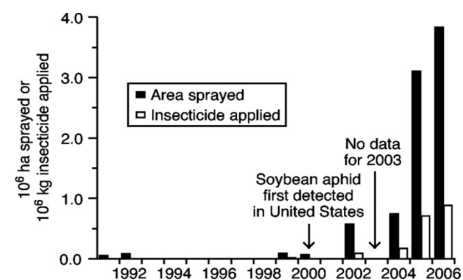 10⁶ ha sprayed or
10⁶ kg insecticide applied
4.0
3.0
2.0
1.0
0.0
Area sprayed
Insecticide applied
No data
for 2003
Soybean aphid
first detected
in United States
1992 1994 1996 1998 2000 2002 2004 2006